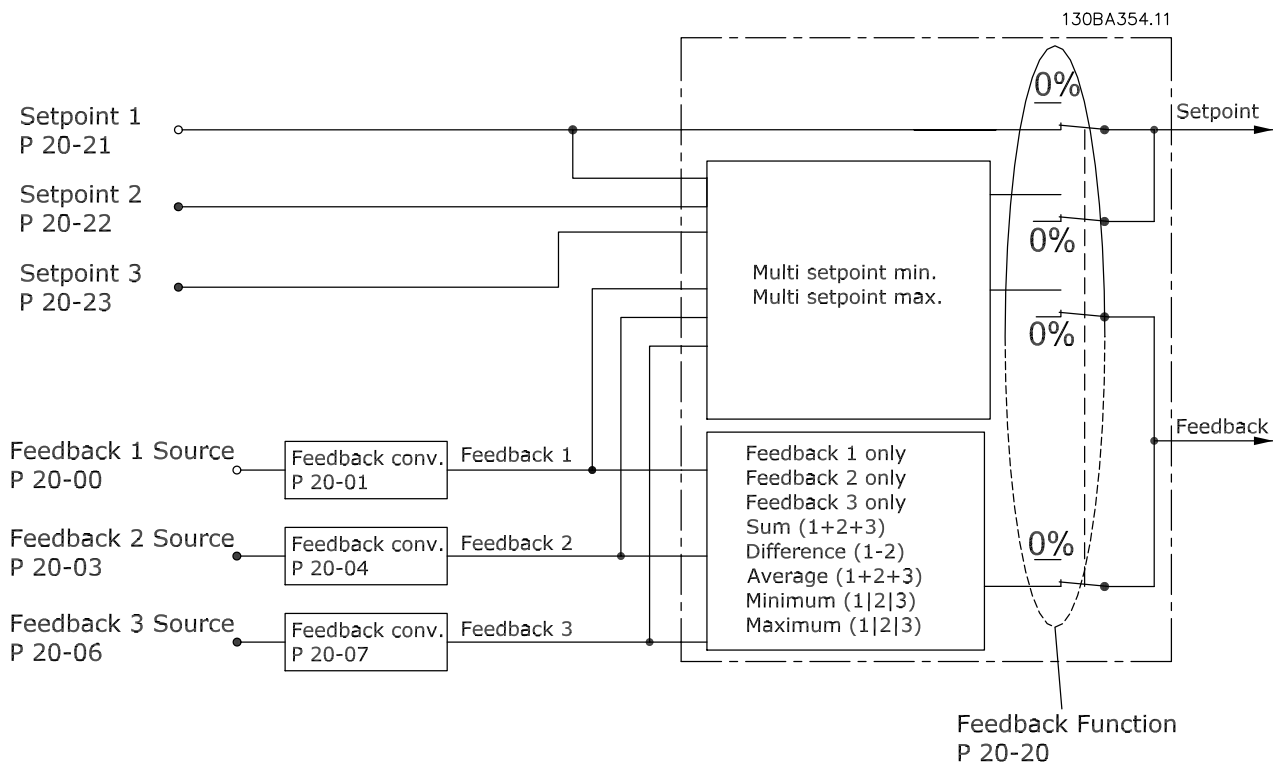 130BA354.11
0%
Setpoint 1
P 20-21
Setpoint
Setpoint 2
P 20-22
0%
Setpoint 3
P 20-23
Multi setpoint min.
Multi setpoint max.
0%
Feedback 1 Source
P 20-00
Feedback conv.
P 20-01
Feedback 1
Feedback
Feedback 2 Source
P 20-03
Feedback conv.
P 20-04
Feedback 2
Feedback 3 Source
P 20-06
Feedback conv.
P 20-07
Feedback 3
Feedback 1 only
Feedback 2 only
Feedback 3 only
Sum (1+2+3)
Difference (1-2)
Average (1+2+3)
Minimum (1|2|3)
Maximum (1|2|3)
0%
Feedback Function
P 20-20